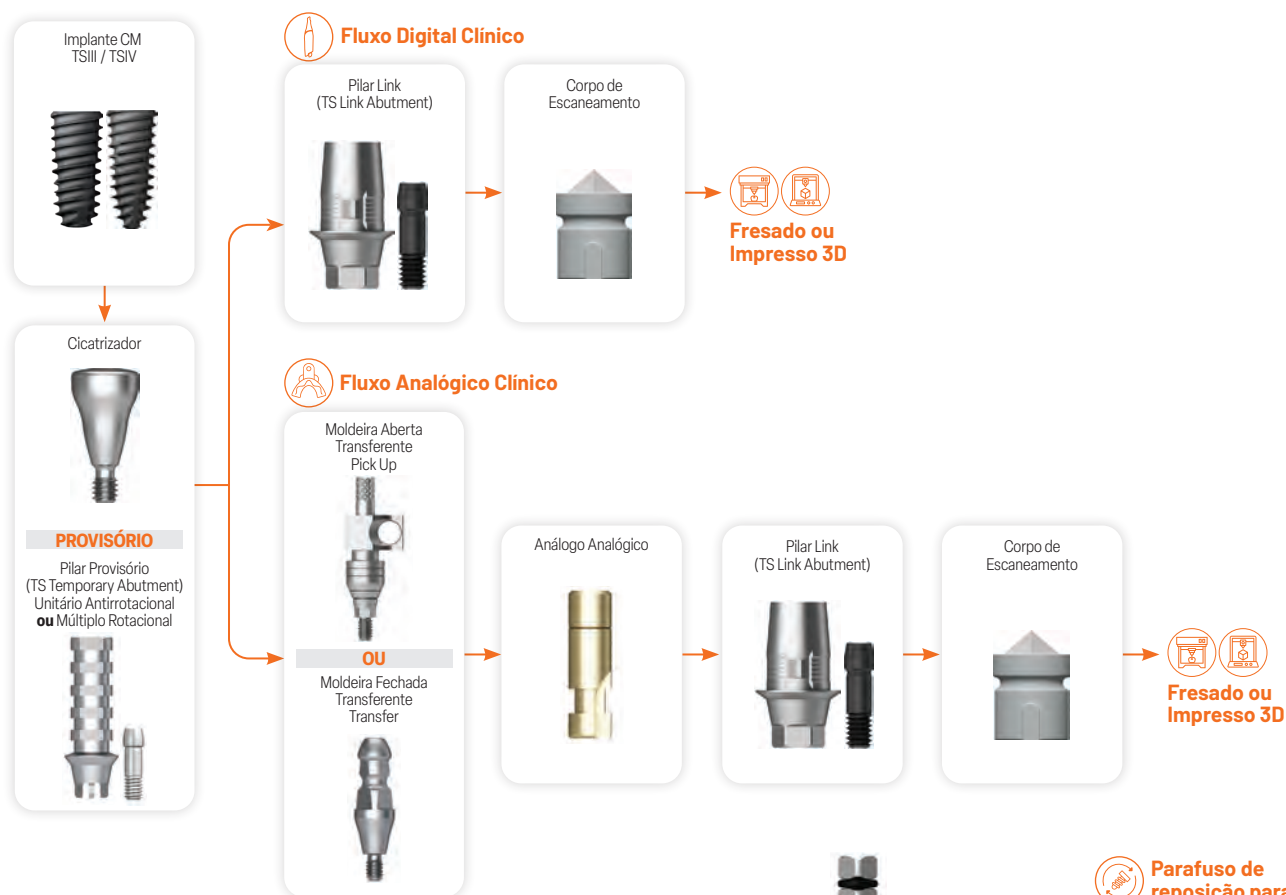 Implante CM
TSIII / TSIV
Cicatrizador
PROVISÓRIO
Pilar Provisório
(TS Temporary Abutment)
Unitário Antirrotacional
ou Múltiplo Rotacional
Fluxo Digital Clínico
Pilar Link
(TS Link Abutment)
Corpo de
Escaneamento
Fresado ou
Impresso 3D
Fluxo Analógico Clínico
Moldeira Aberta
Transferente
Pick Up
OU
Moldeira Fechada
Transferente
Transfer
Análogo Analógico
Pilar Link
(TS Link Abutment)
Corpo de
Escaneamento
Fresado ou
Impresso 3D
Parafuso de
reposição para